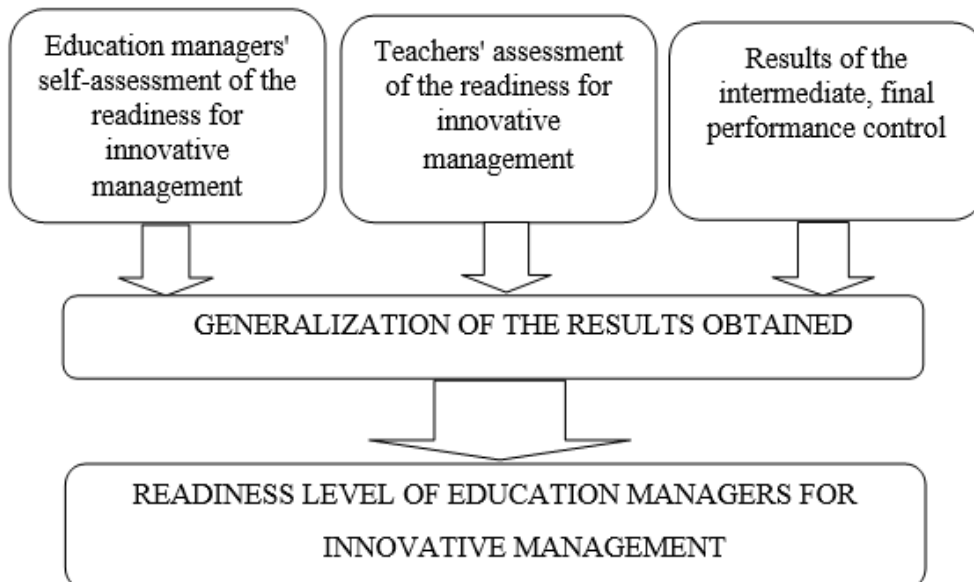 Education managers'
self-assessment of the
readiness for
innovative
management
Teachers' assessment
of the readiness for
innovative
management
Results of the
intermediate, final
performance control
GENERALIZATION OF THE RESULTS OBTAINED
READINESS LEVEL OF EDUCATION MANAGERS FOR
INNOVATIVE MANAGEMENT